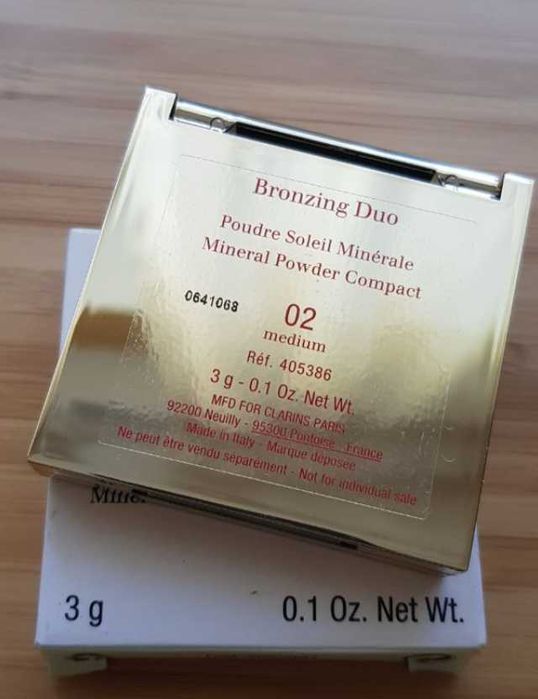 Bronzing Duo
Poudre Soleil Minérale
Mineral Powder Compact
0641068
02
medium
Réf. 405386
3 g - 0.1 Oz. Net Wt.
MFD FOR CLARINS PARIS
92200 Neuilly - 95300 Pontoise - France
Made in Italy - Marque déposée
Ne peut être vendu séparément - Not for individual sale
3 g 0.1 Oz. Net Wt.